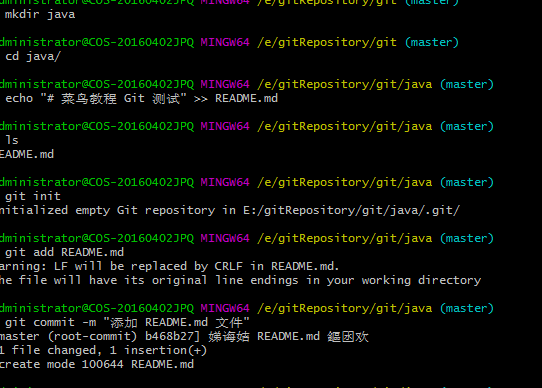 dministrator@COS-20160402JPQ MINGW64 /e/gitRepository/git (master)
mkdir java
dministrator@COS-20160402JPQ MINGW64 /e/gitRepository/git (master)
cd java/
dministrator@COS-20160402JPQ MINGW64 /e/gitRepository/git/java (master)
echo "# 菜鸟教程 Git 测试" >> README.md
dministrator@COS-20160402JPQ MINGW64 /e/gitRepository/git/java (master)
ls
EADME.md
dministrator@COS-20160402JPQ MINGW64 /e/gitRepository/git/java (master)
git init
nitialized empty Git repository in E:/gitRepository/git/java/.git/
dministrator@COS-20160402JPQ MINGW64 /e/gitRepository/git/java (master)
git add README.md
arning: LF will be replaced by CRLF in README.md.
he file will have its original line endings in your working directory
dministrator@COS-20160402JPQ MINGW64 /e/gitRepository/git/java (master)
git commit -m "添加 README.md 文件"
master (root-commit) b468b27] 娣诲姞 README.md 鏂囦欢
1 file changed, 1 insertion(+)
create mode 100644 README.md